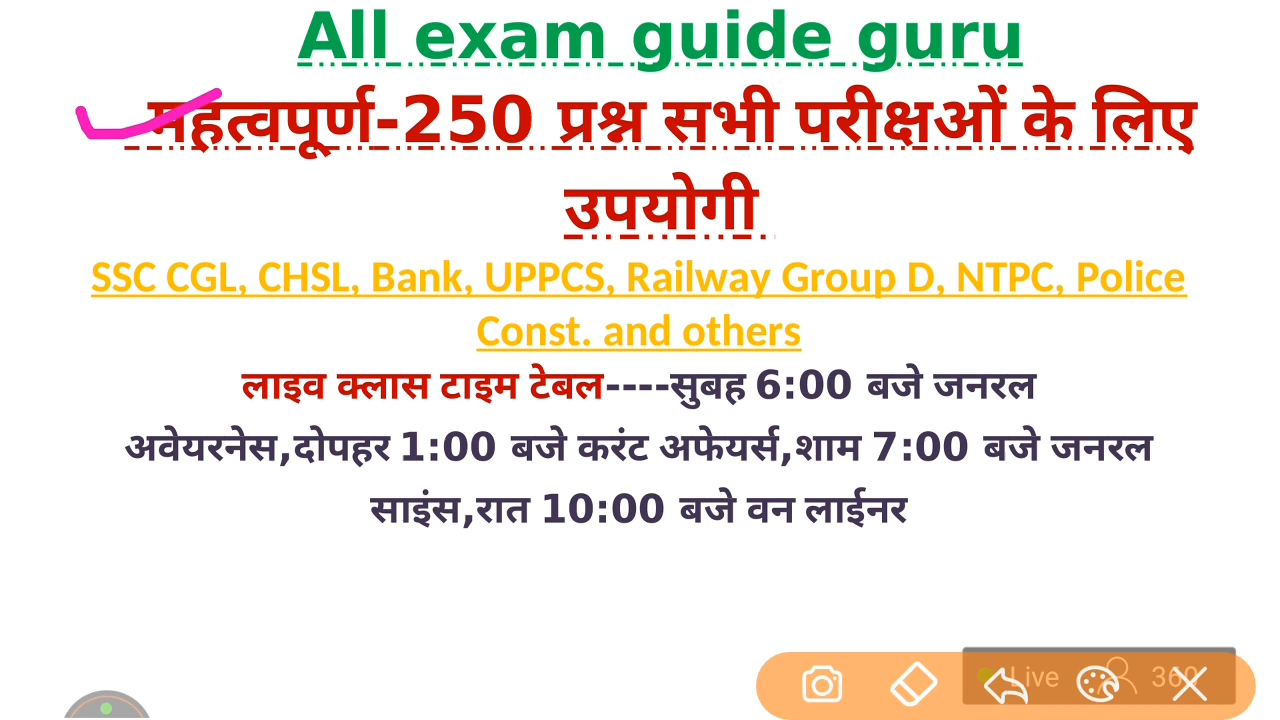 All exam guide guru
महत्वपूर्ण-250 प्रश्न सभी परीक्षओं के लिए
उपयोगी
SSC CGL, CHSL, Bank, UPPCS, Railway Group D, NTPC, Police
Const. and others
लाइव क्लास टाइम टेबल----सुबह 6:00 बजे जनरल
अवेयरनेस,दोपहर 1:00 बजे करंट अफेयर्स,शाम 7:00 बजे जनरल
साइंस,रात 10:00 बजे वन लाईनर
Live 360